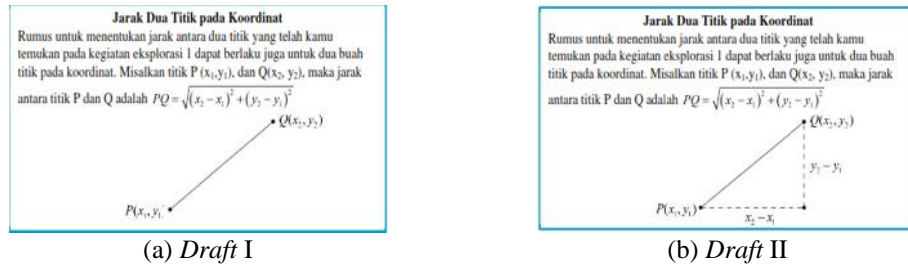 Jarak Dua Titik pada Koordinat
Rumus untuk menentukan jarak antara dua titik yang telah kamu
temukan pada kegiatan eksplorasi 1 dapat berlaku juga untuk dua buah
titik pada koordinat. Misalkan titik P (x₁,y₁), dan Q(x₂, y₂), maka jarak
antara titik P dan Q adalah PQ = √((x₂ − x₁)² + (y₂ − y₁)²)
Q(x₂, y₂)
P(x₁, y₁
(a) Draft I
Jarak Dua Titik pada Koordinat
Rumus untuk menentukan jarak antara dua titik yang telah kamu
temukan pada kegiatan eksplorasi 1 dapat berlaku juga untuk dua buah
titik pada koordinat. Misalkan titik P (x₁,y₁), dan Q(x₂, y₂), maka jarak
antara titik P dan Q adalah PQ = √((x₂ − x₁)² + (y₂ − y₁)²)
Q(x₂, y₂)
y₂ − y₁
P(x₁, y₁)
x₂ − x₁
(b) Draft II